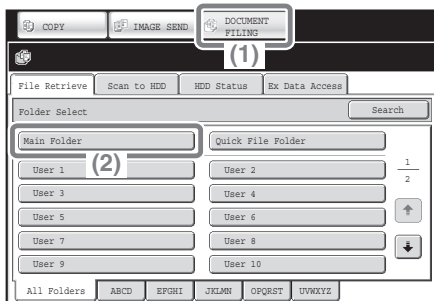 COPY
IMAGE SEND
DOCUMENT
FILING
(1)
File Retrieve
Scan to HDD
HDD Status
Ex Data Access
Folder Select
Search
Main Folder
Quick File Folder
(2)
User 1
User 2
1
2
User 3
User 4
User 5
User 6
User 7
User 8
User 9
User 10
All Folders
ABCD
EFGHI
JKLMN
OPQRST
UVWXYZ